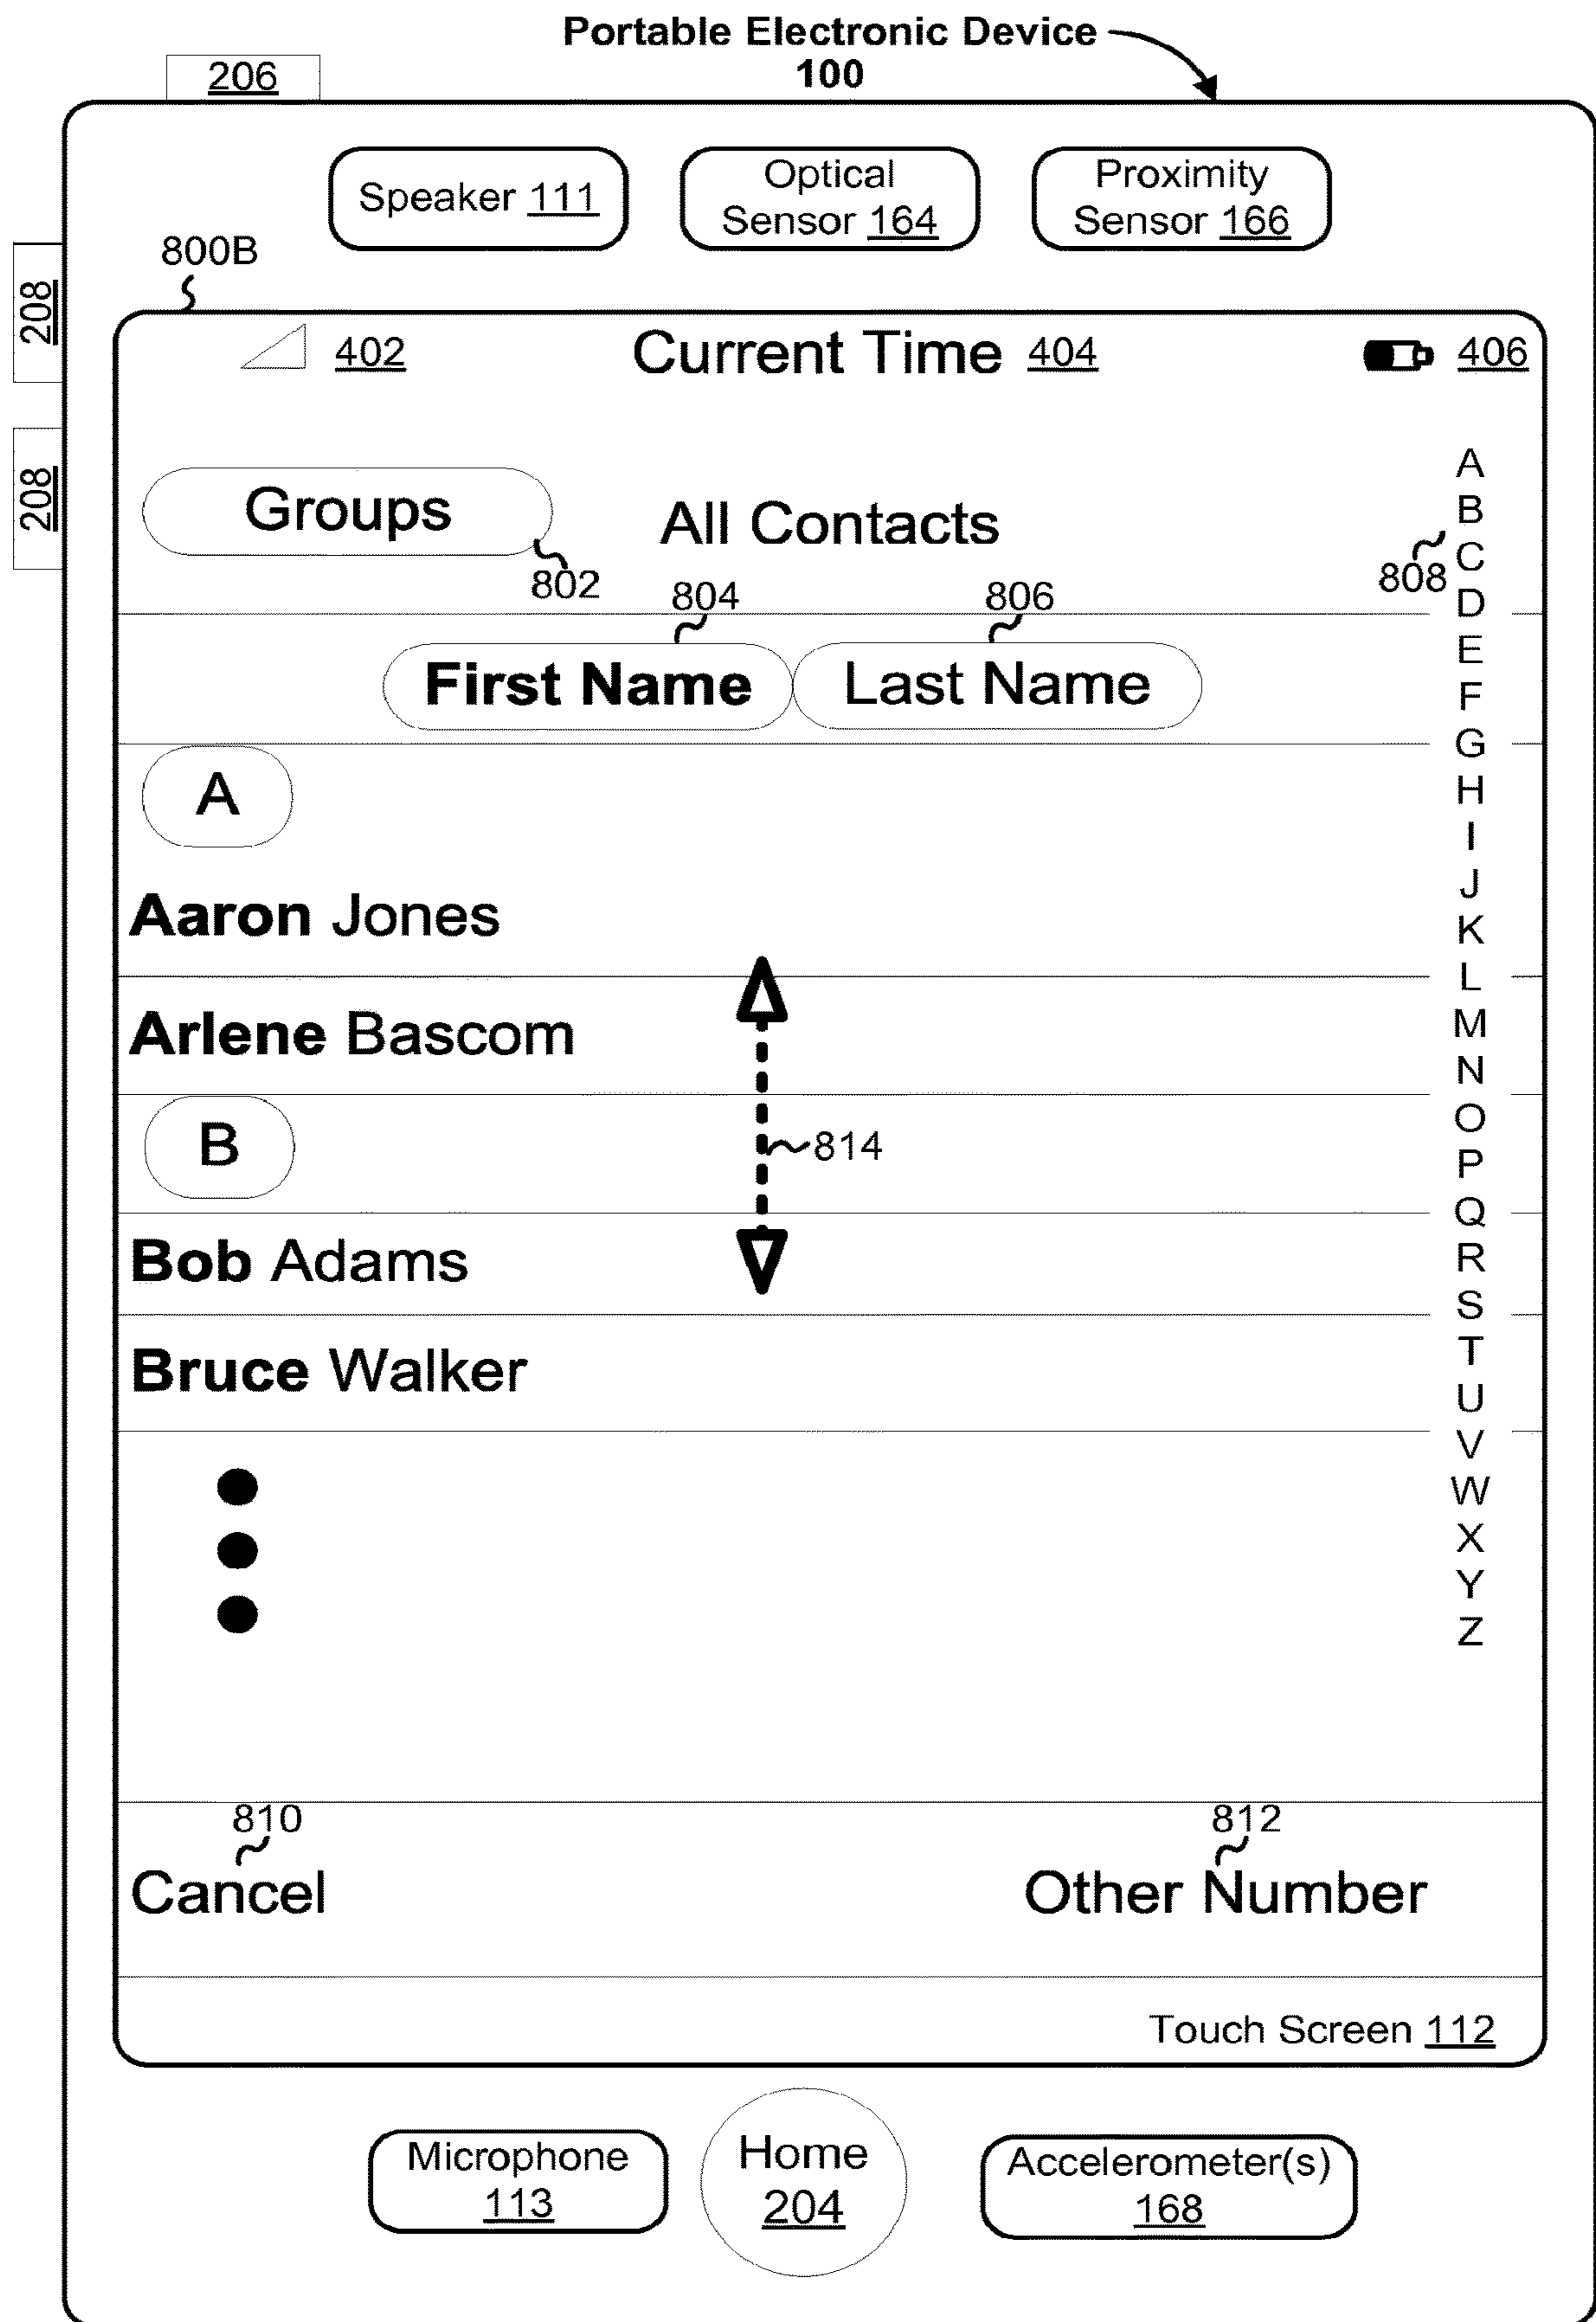 Portable Electronic Device
100
206
Speaker 111
Optical
Sensor 164
Proximity
Sensor 166
800B
208
208
402
Current Time 404
406
Groups
All Contacts
802
804
806
808
First Name
Last Name
A
B
C
D
E
F
G
H
I
J
K
L
M
N
O
P
Q
R
S
T
U
V
W
X
Y
Z
A
Aaron Jones
Arlene Bascom
B
814
Bob Adams
Bruce Walker
810
812
Cancel
Other Number
Touch Screen 112
Microphone
113
Home
204
Accelerometer(s)
168